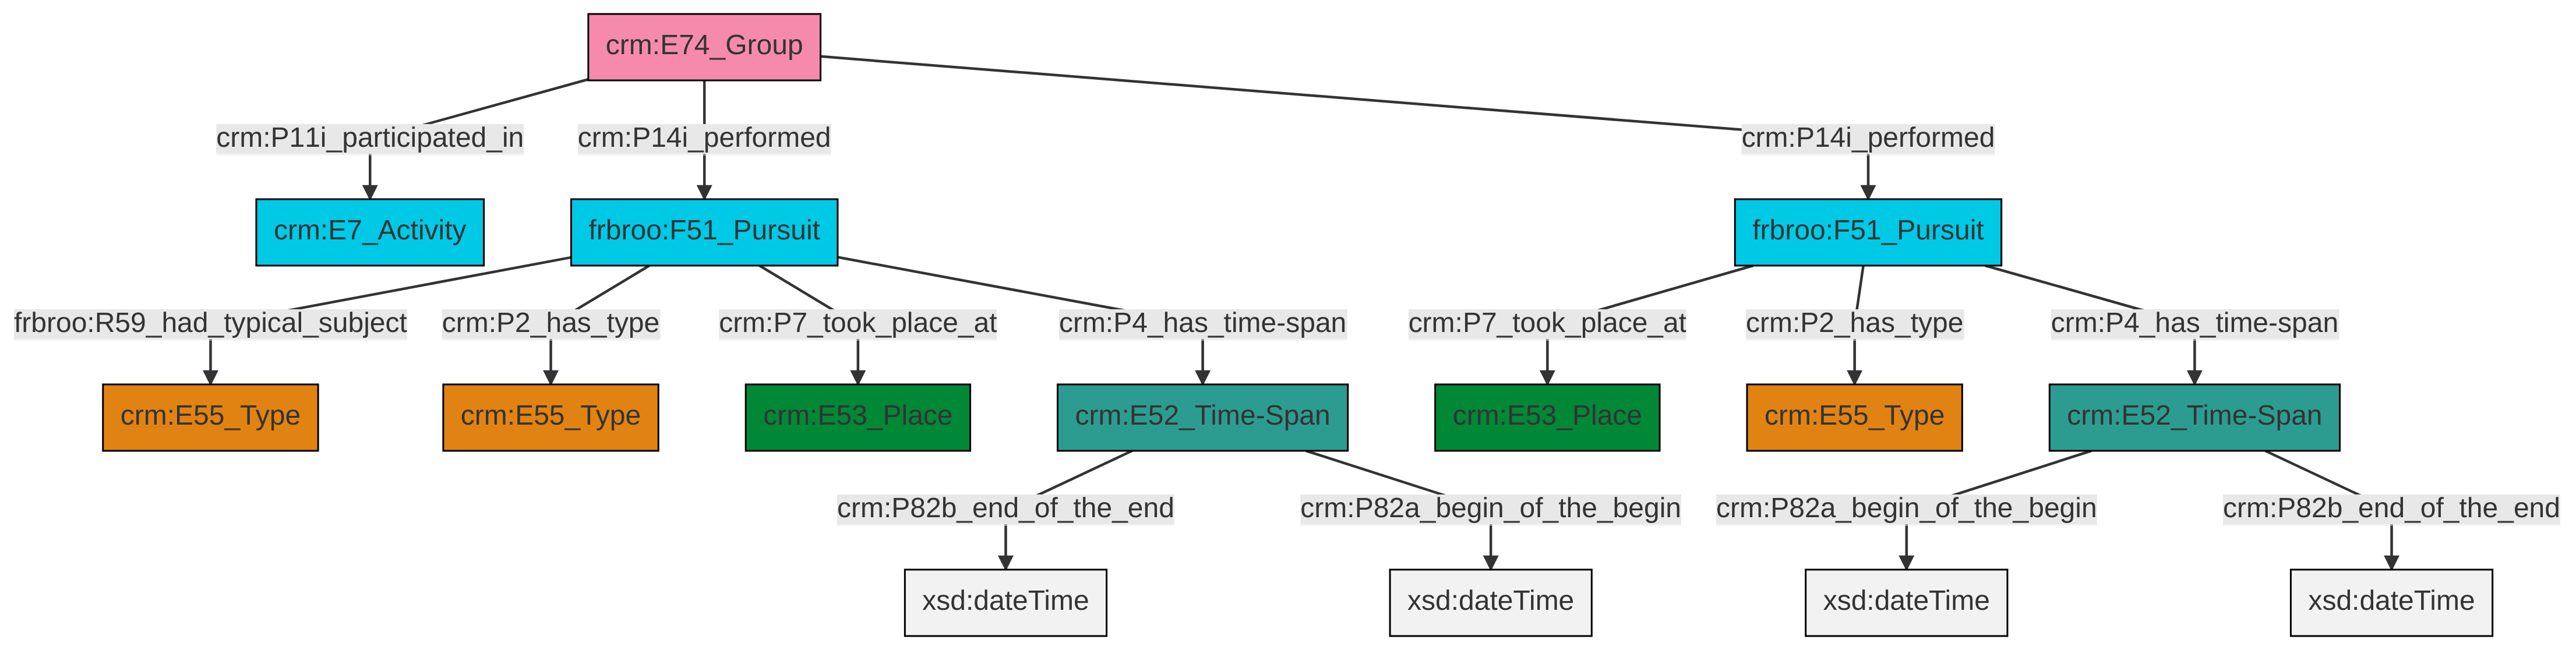 crm:E74_Group
crm:P11i_participated_in
crm:P14i_performed
crm:P14i_performed
crm:E7_Activity
frbroo:F51_Pursuit
frbroo:F51_Pursuit
frbroo:R59_had_typical_subject
crm:P2_has_type
crm:P7_took_place_at
crm:P4_has_time-span
crm:P7_took_place_at
crm:P2_has_type
crm:P4_has_time-span
crm:E55_Type
crm:E55_Type
crm:E53_Place
crm:E52_Time-Span
crm:E53_Place
crm:E55_Type
crm:E52_Time-Span
crm:P82b_end_of_the_end
crm:P82a_begin_of_the_begin
crm:P82a_begin_of_the_begin
crm:P82b_end_of_the_end
xsd:dateTime
xsd:dateTime
xsd:dateTime
xsd:dateTime